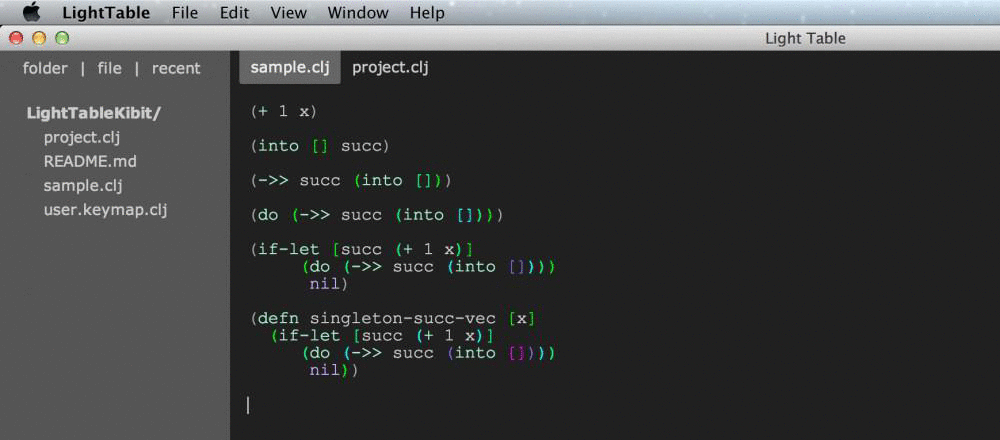 LightTable File Edit View Window Help
Light Table
folder | file | recent
sample.clj project.clj
LightTableKibit/
project.clj
README.md
sample.clj
user.keymap.clj
(+ 1 x)
(into [] succ)
(->> succ (into []))
(do (->> succ (into [])))
(if-let [succ (+ 1 x)]
(do (->> succ (into [])))
nil)
(defn singleton-succ-vec [x]
(if-let [succ (+ 1 x)]
(do (->> succ (into [])))
nil))